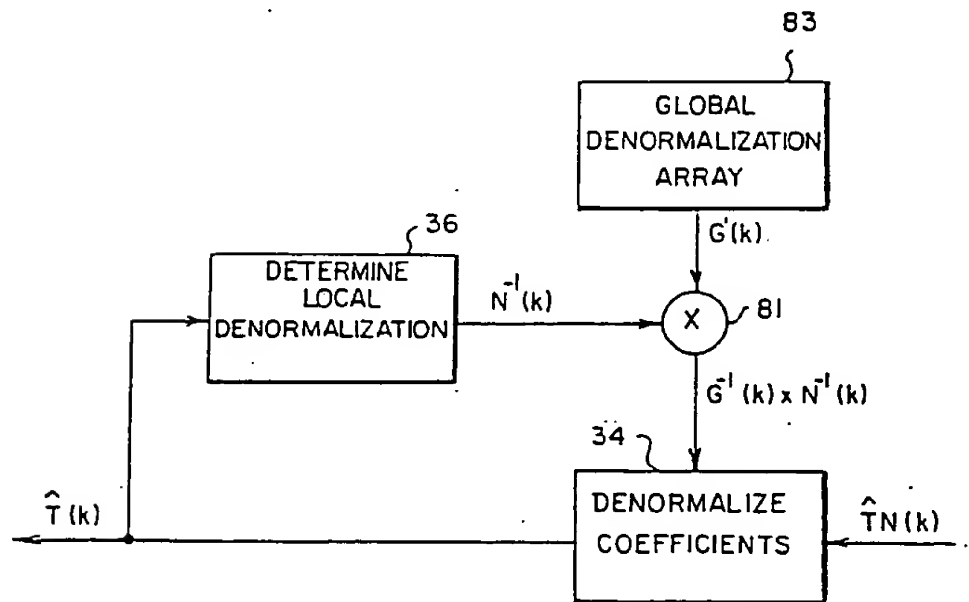 83
GLOBAL
DENORMALIZATION
ARRAY
G'(k)
36
DETERMINE
LOCAL
DENORMALIZATION
N⁻¹(k)
X
81
G⁻¹(k) x N⁻¹(k)
34
DENORMALIZE
COEFFICIENTS
T̂(k)
T̂N(k)